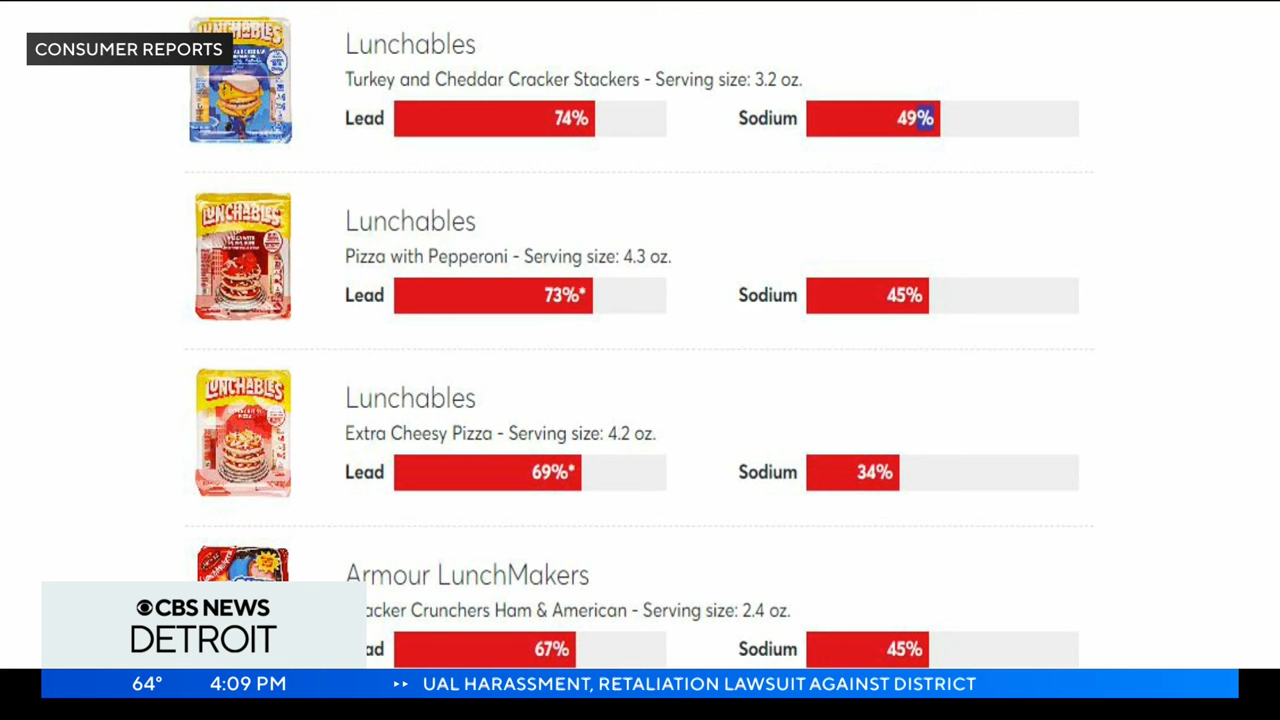 CONSUMER REPORTS
LUNCHABLES
Lunchables
Turkey and Cheddar Cracker Stackers - Serving size: 3.2 oz.
Lead 74% Sodium 49%
LUNCHABLES
Lunchables
Pizza with Pepperoni - Serving size: 4.3 oz.
Lead 73%* Sodium 45%
LUNCHABLES
Lunchables
Extra Cheesy Pizza - Serving size: 4.2 oz.
Lead 69%* Sodium 34%
Armour LunchMakers
acker Crunchers Ham & American - Serving size: 2.4 oz.
ad 67% Sodium 45%
CBS NEWS
DETROIT
64° 4:09 PM UAL HARASSMENT, RETALIATION LAWSUIT AGAINST DISTRICT